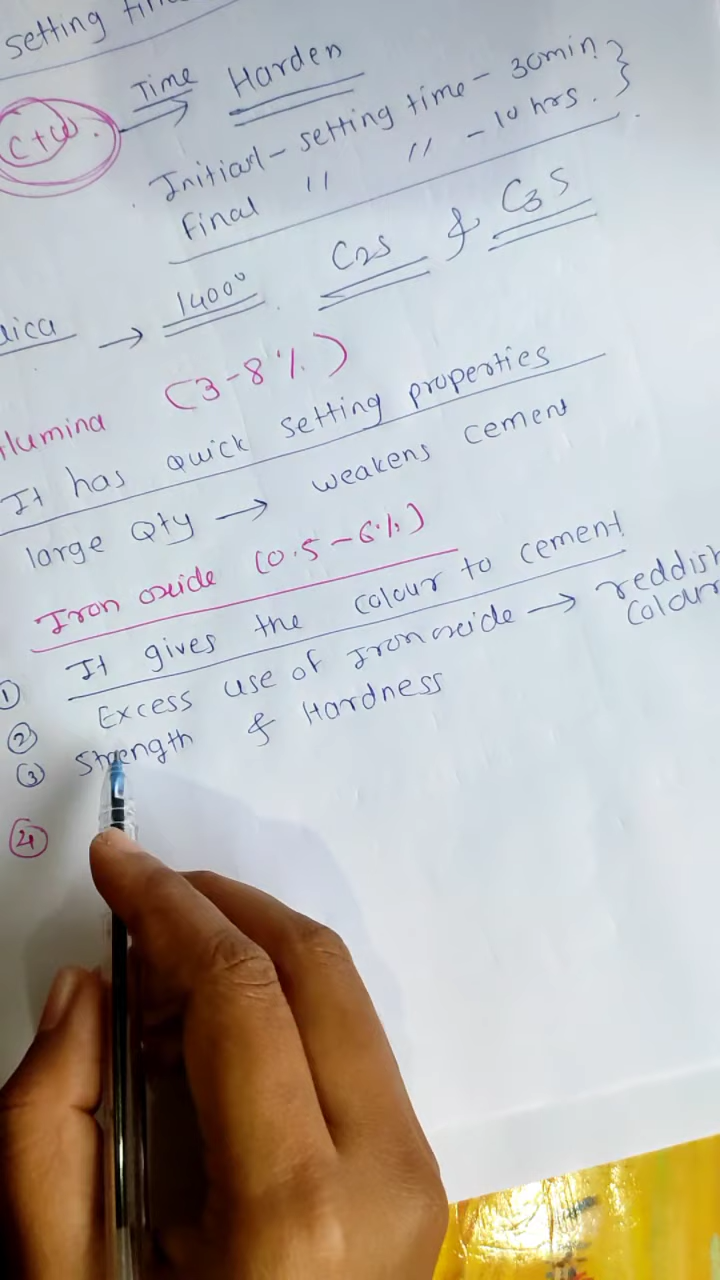 setting time
C+W. Time → Harden
Initial - setting time - 30min }
Final " " - 10 hrs.
→ 1400° C2S & C3S
Alumina (3-8%)
It has quick setting properties
large Qty → weakens cement
Iron oxide (0.5-6%)
① It gives the colour to cement
② Excess use of Iron oxide → reddish colour
③ Strength & Hardness
④